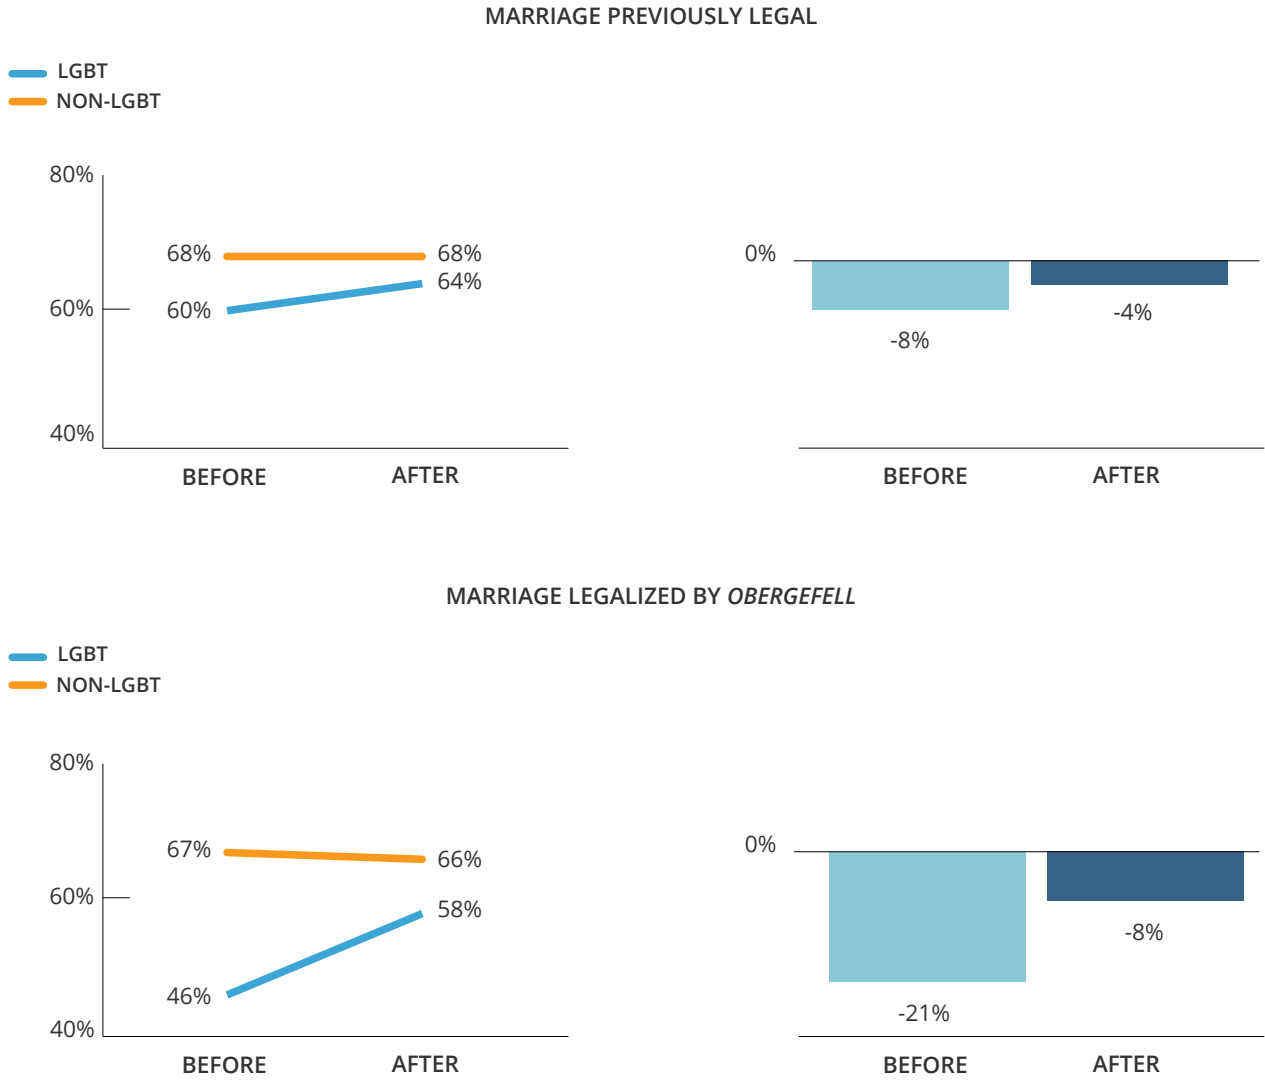 MARRIAGE PREVIOUSLY LEGAL
LGBT
NON-LGBT
80%
68%
68%
64%
60%
60%
40%
BEFORE
AFTER
0%
-8%
-4%
BEFORE
AFTER
MARRIAGE LEGALIZED BY OBERGEFELL
LGBT
NON-LGBT
80%
67%
66%
60%
58%
46%
40%
BEFORE
AFTER
0%
-8%
-21%
BEFORE
AFTER